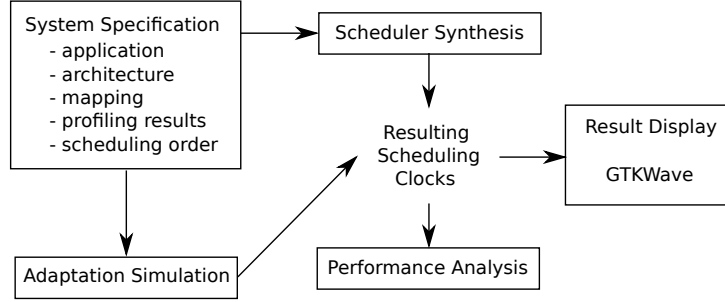 System Specification
- application
- architecture
- mapping
- profiling results
- scheduling order
Scheduler Synthesis
Resulting
Scheduling
Clocks
Result Display
GTKWave
Adaptation Simulation
Performance Analysis